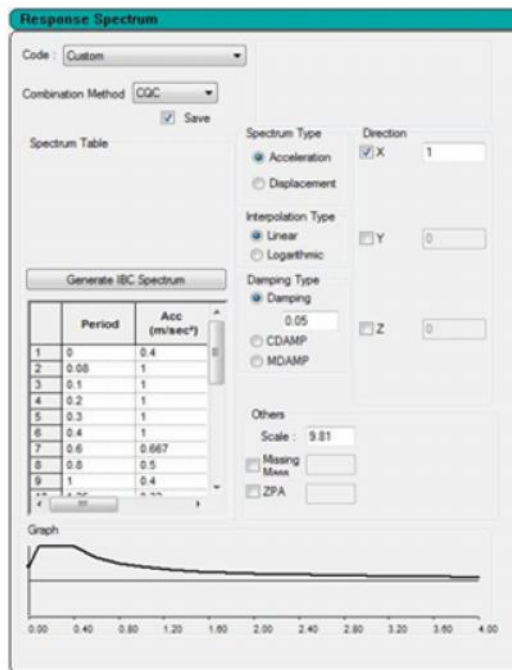 Response Spectrum
Code : Custom
Combination Method CQC
Save
Spectrum Table
Generate IBC Spectrum
Period Acc (m/sec²)
1 0 0.4
2 0.08 1
3 0.1 1
4 0.2 1
5 0.3 1
6 0.4 1
7 0.6 0.667
8 0.8 0.5
9 1 0.4
Spectrum Type
Acceleration
Displacement
Interpolation Type
Linear
Logarithmic
Damping Type
Damping
0.05
CDAMP
MDAMP
Direction
X 1
Y 0
Z 0
Others
Scale : 9.81
Missing
Mass
ZPA
Graph
0.00 0.40 0.80 1.20 1.60 2.00 2.40 2.80 3.20 3.60 4.00